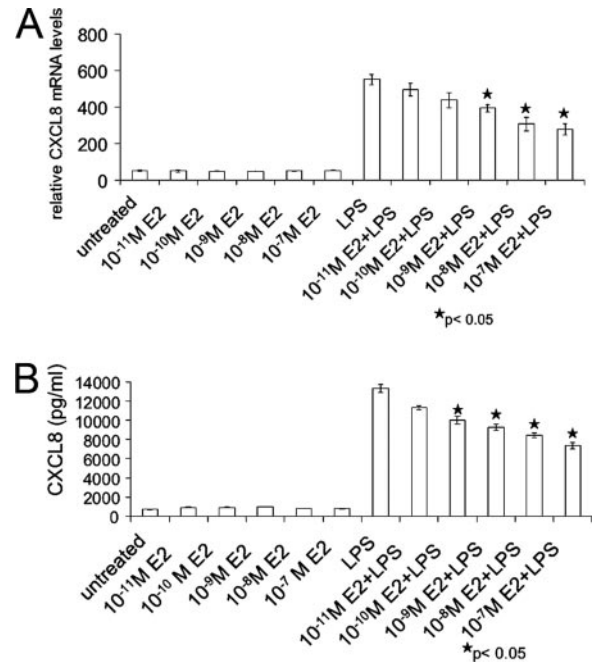 A
relative CXCL8 mRNA levels
800
600
400
200
0
★ ★ ★
untreated
10⁻¹¹M E2
10⁻¹⁰M E2
10⁻⁹M E2
10⁻⁸M E2
10⁻⁷M E2
LPS
10⁻¹¹M E2+LPS
10⁻¹⁰M E2+LPS
10⁻⁹M E2+LPS
10⁻⁸M E2+LPS
10⁻⁷M E2+LPS
★p< 0.05
B
CXCL8 (pg/ml)
14000
12000
10000
8000
6000
4000
2000
0
★ ★ ★ ★
untreated
10⁻¹¹M E2
10⁻¹⁰ M E2
10⁻⁹M E2
10⁻⁸M E2
10⁻⁷ M E2
LPS
10⁻¹¹M E2+LPS
10⁻¹⁰M E2+LPS
10⁻⁹M E2+LPS
10⁻⁸M E2+LPS
10⁻⁷M E2+LPS
★p< 0.05